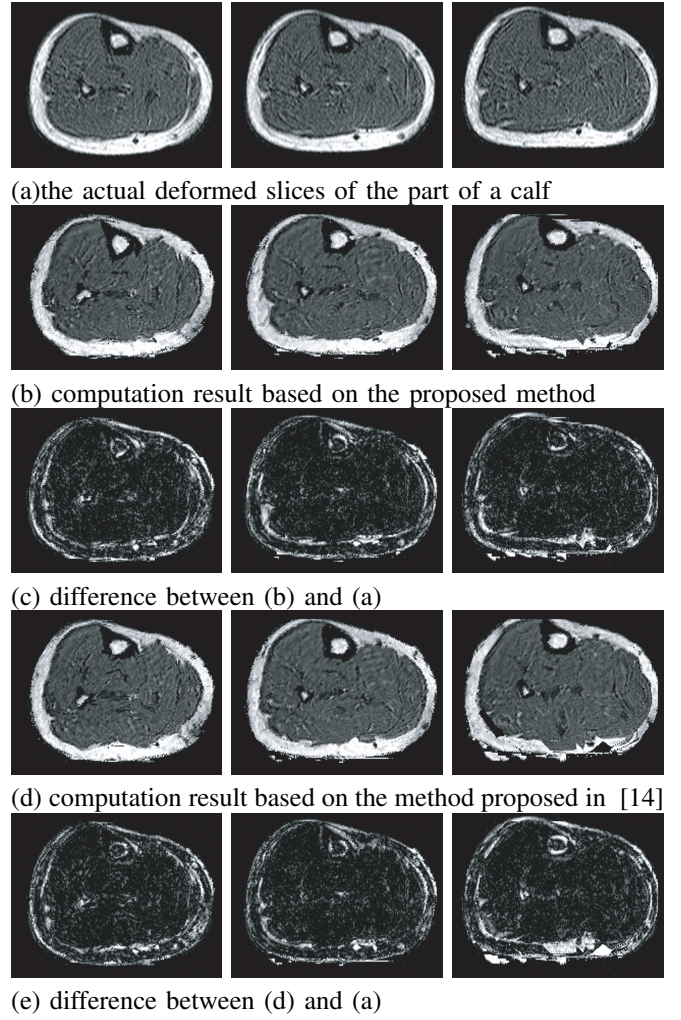 (a)the actual deformed slices of the part of a calf
(b) computation result based on the proposed method
(c) difference between (b) and (a)
(d) computation result based on the method proposed in [14]
(e) difference between (d) and (a)